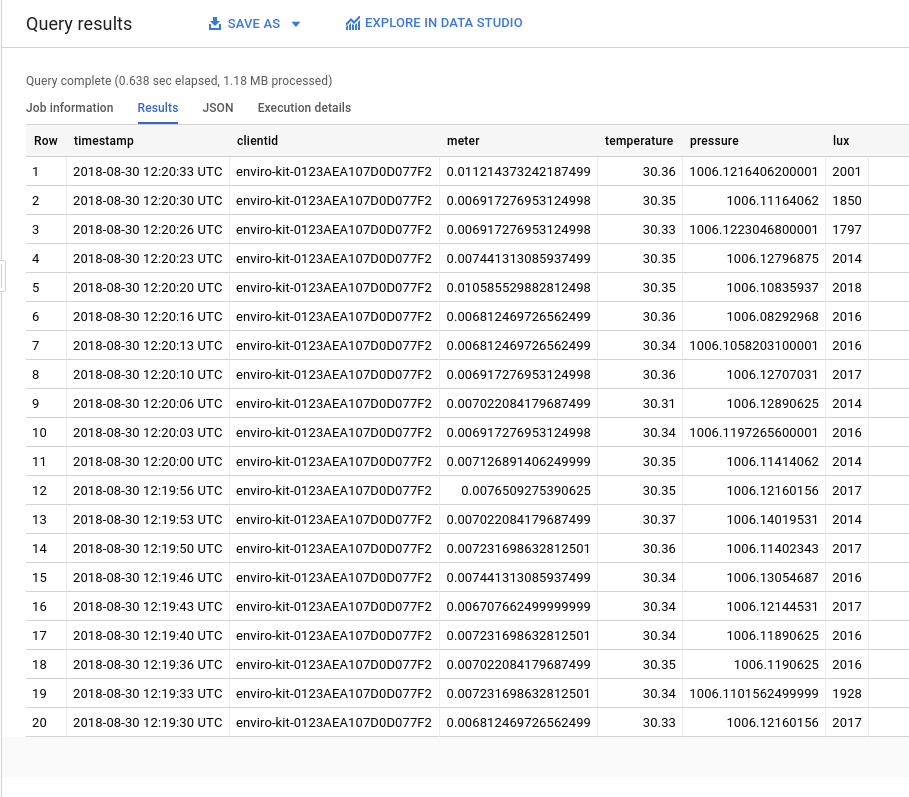 Query results SAVE AS EXPLORE IN DATA STUDIO
Query complete (0.638 sec elapsed, 1.18 MB processed)
Job information Results JSON Execution details
Row timestamp clientid meter temperature pressure lux
1 2018-08-30 12:20:33 UTC enviro-kit-0123AEA107D0D077F2 0.011214373242187499 30.36 1006.1216406200001 2001
2 2018-08-30 12:20:30 UTC enviro-kit-0123AEA107D0D077F2 0.006917276953124998 30.35 1006.11164062 1850
3 2018-08-30 12:20:26 UTC enviro-kit-0123AEA107D0D077F2 0.006917276953124998 30.33 1006.1223046800001 1797
4 2018-08-30 12:20:23 UTC enviro-kit-0123AEA107D0D077F2 0.007441313085937499 30.35 1006.12796875 2014
5 2018-08-30 12:20:20 UTC enviro-kit-0123AEA107D0D077F2 0.010585529882812498 30.35 1006.10835937 2018
6 2018-08-30 12:20:16 UTC enviro-kit-0123AEA107D0D077F2 0.006812469726562499 30.36 1006.08292968 2016
7 2018-08-30 12:20:13 UTC enviro-kit-0123AEA107D0D077F2 0.006812469726562499 30.34 1006.1058203100001 2016
8 2018-08-30 12:20:10 UTC enviro-kit-0123AEA107D0D077F2 0.006917276953124998 30.36 1006.12707031 2017
9 2018-08-30 12:20:06 UTC enviro-kit-0123AEA107D0D077F2 0.007022084179687499 30.31 1006.12890625 2014
10 2018-08-30 12:20:03 UTC enviro-kit-0123AEA107D0D077F2 0.006917276953124998 30.34 1006.1197265600001 2016
11 2018-08-30 12:20:00 UTC enviro-kit-0123AEA107D0D077F2 0.007126891406249999 30.35 1006.11414062 2014
12 2018-08-30 12:19:56 UTC enviro-kit-0123AEA107D0D077F2 0.0076509275390625 30.35 1006.12160156 2017
13 2018-08-30 12:19:53 UTC enviro-kit-0123AEA107D0D077F2 0.007022084179687499 30.37 1006.14019531 2014
14 2018-08-30 12:19:50 UTC enviro-kit-0123AEA107D0D077F2 0.007231698632812501 30.36 1006.11402343 2017
15 2018-08-30 12:19:46 UTC enviro-kit-0123AEA107D0D077F2 0.007441313085937499 30.34 1006.13054687 2016
16 2018-08-30 12:19:43 UTC enviro-kit-0123AEA107D0D077F2 0.006707662499999999 30.34 1006.12144531 2017
17 2018-08-30 12:19:40 UTC enviro-kit-0123AEA107D0D077F2 0.007231698632812501 30.34 1006.11890625 2016
18 2018-08-30 12:19:36 UTC enviro-kit-0123AEA107D0D077F2 0.007022084179687499 30.35 1006.1190625 2016
19 2018-08-30 12:19:33 UTC enviro-kit-0123AEA107D0D077F2 0.007231698632812501 30.34 1006.1101562499999 1928
20 2018-08-30 12:19:30 UTC enviro-kit-0123AEA107D0D077F2 0.006812469726562499 30.33 1006.12160156 2017